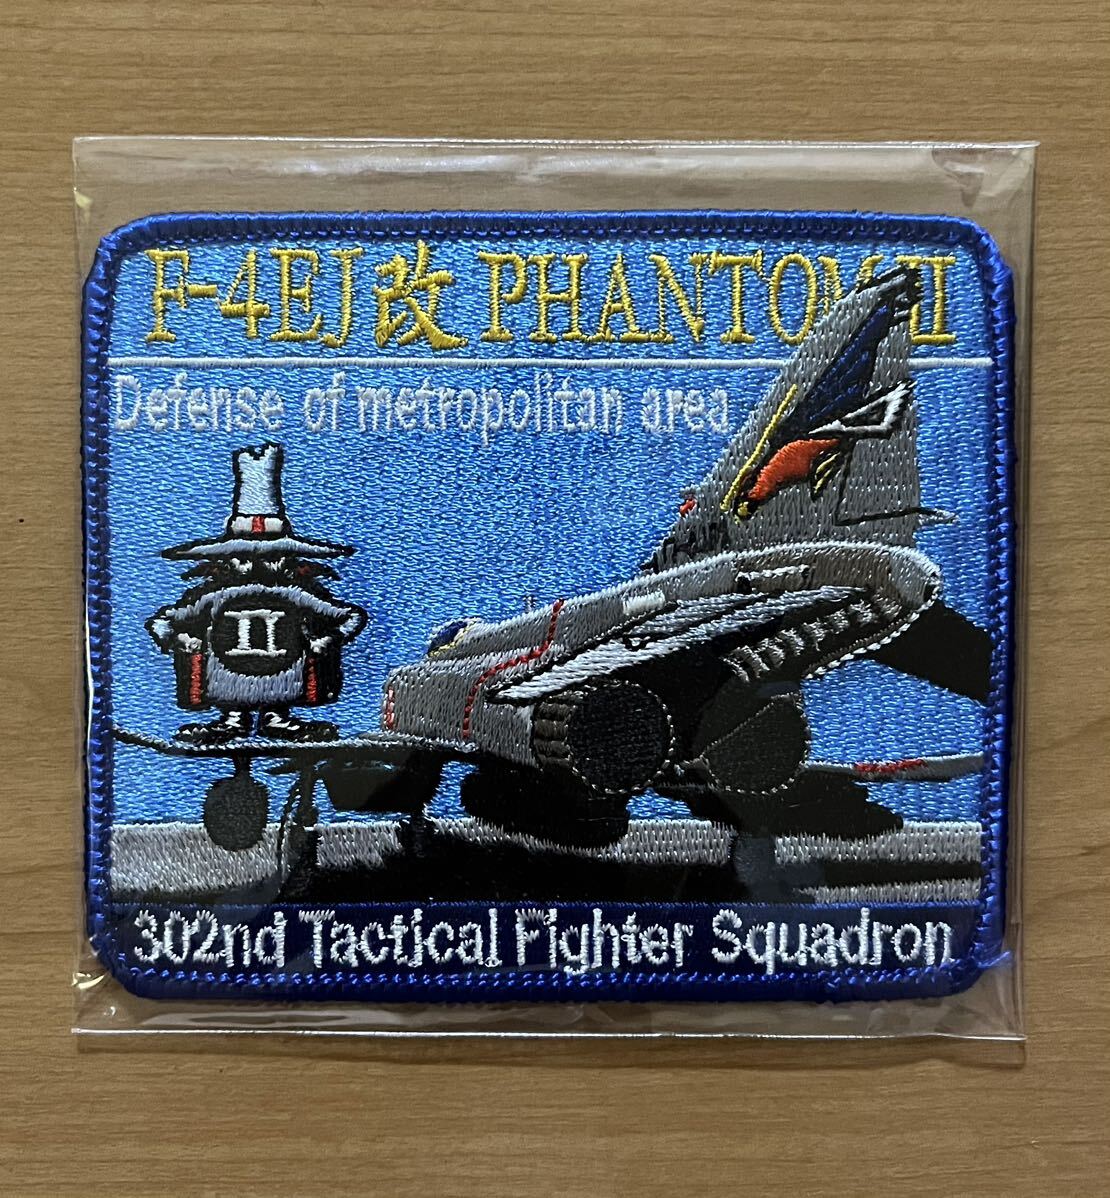 F-4EJ改 PHANTOM II
Defense of metropolitan area
II
302nd Tactical Fighter Squadron